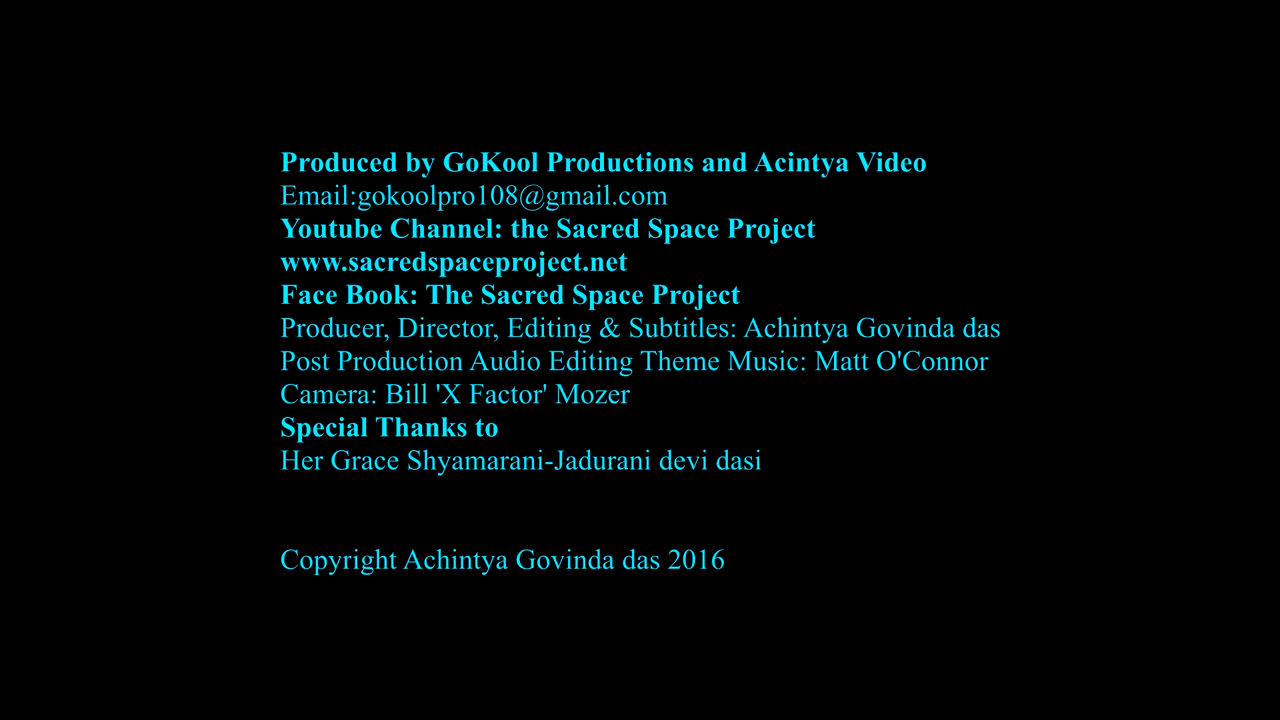 Produced by GoKool Productions and Acintya Video
Email:gokoolpro108@gmail.com
Youtube Channel: the Sacred Space Project
www.sacredspaceproject.net
Face Book: The Sacred Space Project
Producer, Director, Editing & Subtitles: Achintya Govinda das
Post Production Audio Editing Theme Music: Matt O'Connor
Camera: Bill 'X Factor' Mozer
Special Thanks to
Her Grace Shyamarani-Jadurani devi dasi
Copyright Achintya Govinda das 2016